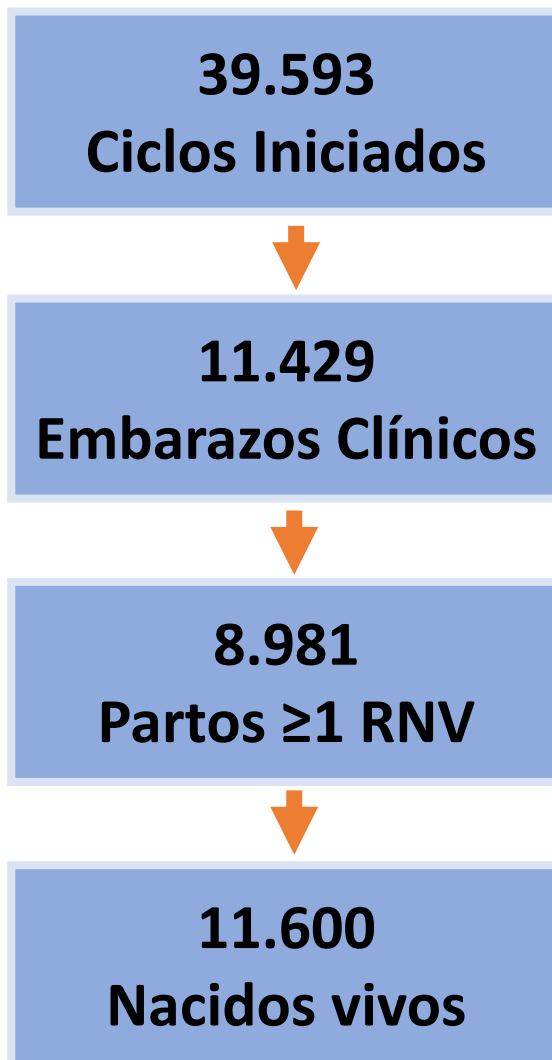 39.593
Ciclos Iniciados
11.429
Embarazos Clínicos
8.981
Partos ≥1 RNV
11.600
Nacidos vivos